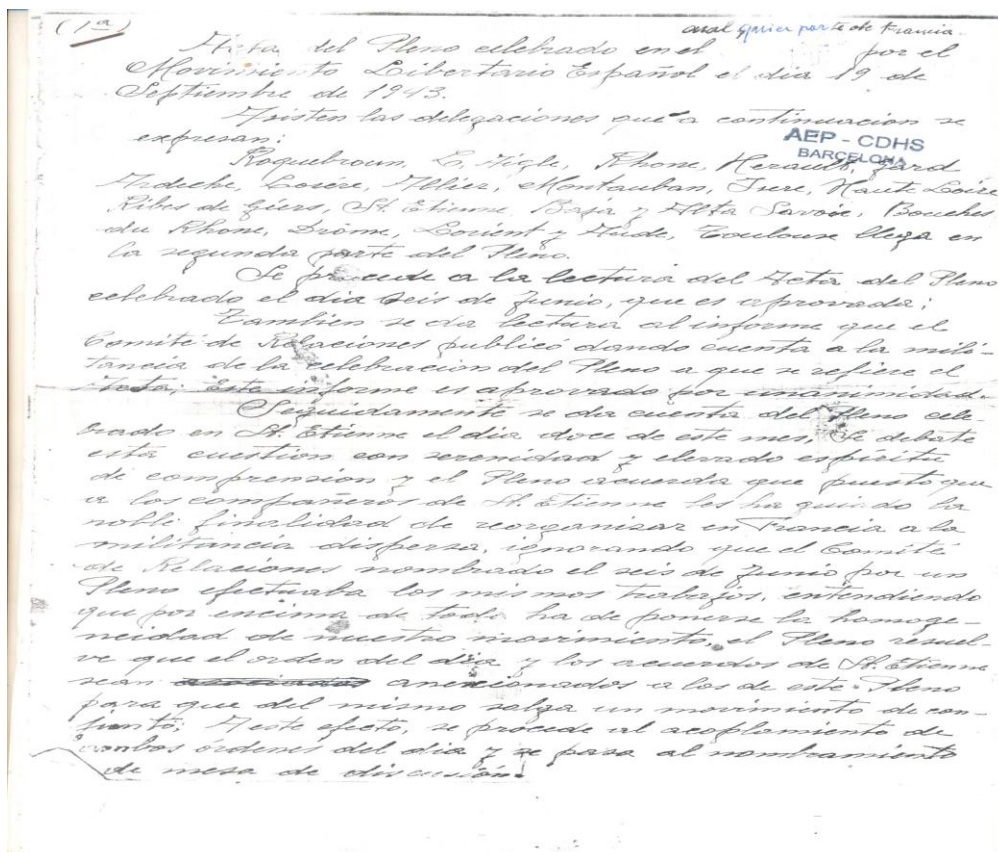 (1ª)
cualquier parte de Francia.
Acta del Pleno celebrado en el por el
Movimiento Libertario Español el dia 19 de
Septiembre de 1943.
Asisten las delegaciones que a continuacion se
expresan:
AEP - CDHS
BARCELONA
Roquebroun, L. Aigle, Rhone, Herault, Gard
Ardeche, Losére, Allier, Montauban, Isere, Haute Loire
Ribes de Giers, St. Etienne, Baja y Alta Savoie, Bouches
du Rhone, Drôme, Lorient y Aude, Toulouse llega en
la segunda parte del Pleno.
Se procede a la lectura del Acta del Pleno
celebrado el dia seis de Junio, que es aprovada;
Tambien se da lectura al informe que el
Comité de Relaciones publicó dando cuenta a la mili-
tancia de la celebracion del Pleno a que se refiere el
Acta; Este informe es aprovado por unanimidad.
Seguidamente se da cuenta del Pleno cele-
brado en St. Etienne el dia doce de este mes, Se debate
esta cuestion con serenidad y elevado espíritu
de comprension y el Pleno acuerda que puesto que
a los compañeros de St. Etienne les ha guiado la
noble finalidad de reorganizar en Francia a la
militancia dispersa, ignorando que el Comité
de Relaciones nombrado el seis de Junio por un
Pleno efectuaba los mismos trabajos, entendiendo
que por encima de todo ha de ponerse la homoge-
neidad de nuestro movimiento, el Pleno resuel-
ve que el orden del dia y los acuerdos de St. Etienne
sean anexionados a los de este Pleno
para que del mismo salga un movimiento de con-
junto; A este efecto, se procede al acoplamiento de
ambos órdenes del dia y se pasa al nombramiento
de mesa de discusión.